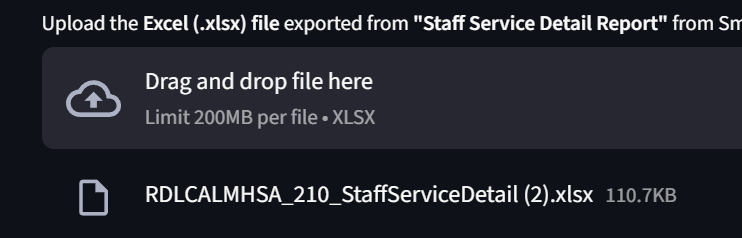 Upload the Excel (.xlsx) file exported from "Staff Service Detail Report" from Sm
Drag and drop file here
Limit 200MB per file • XLSX
RDLCALMHSA_210_StaffServiceDetail (2).xlsx 110.7KB